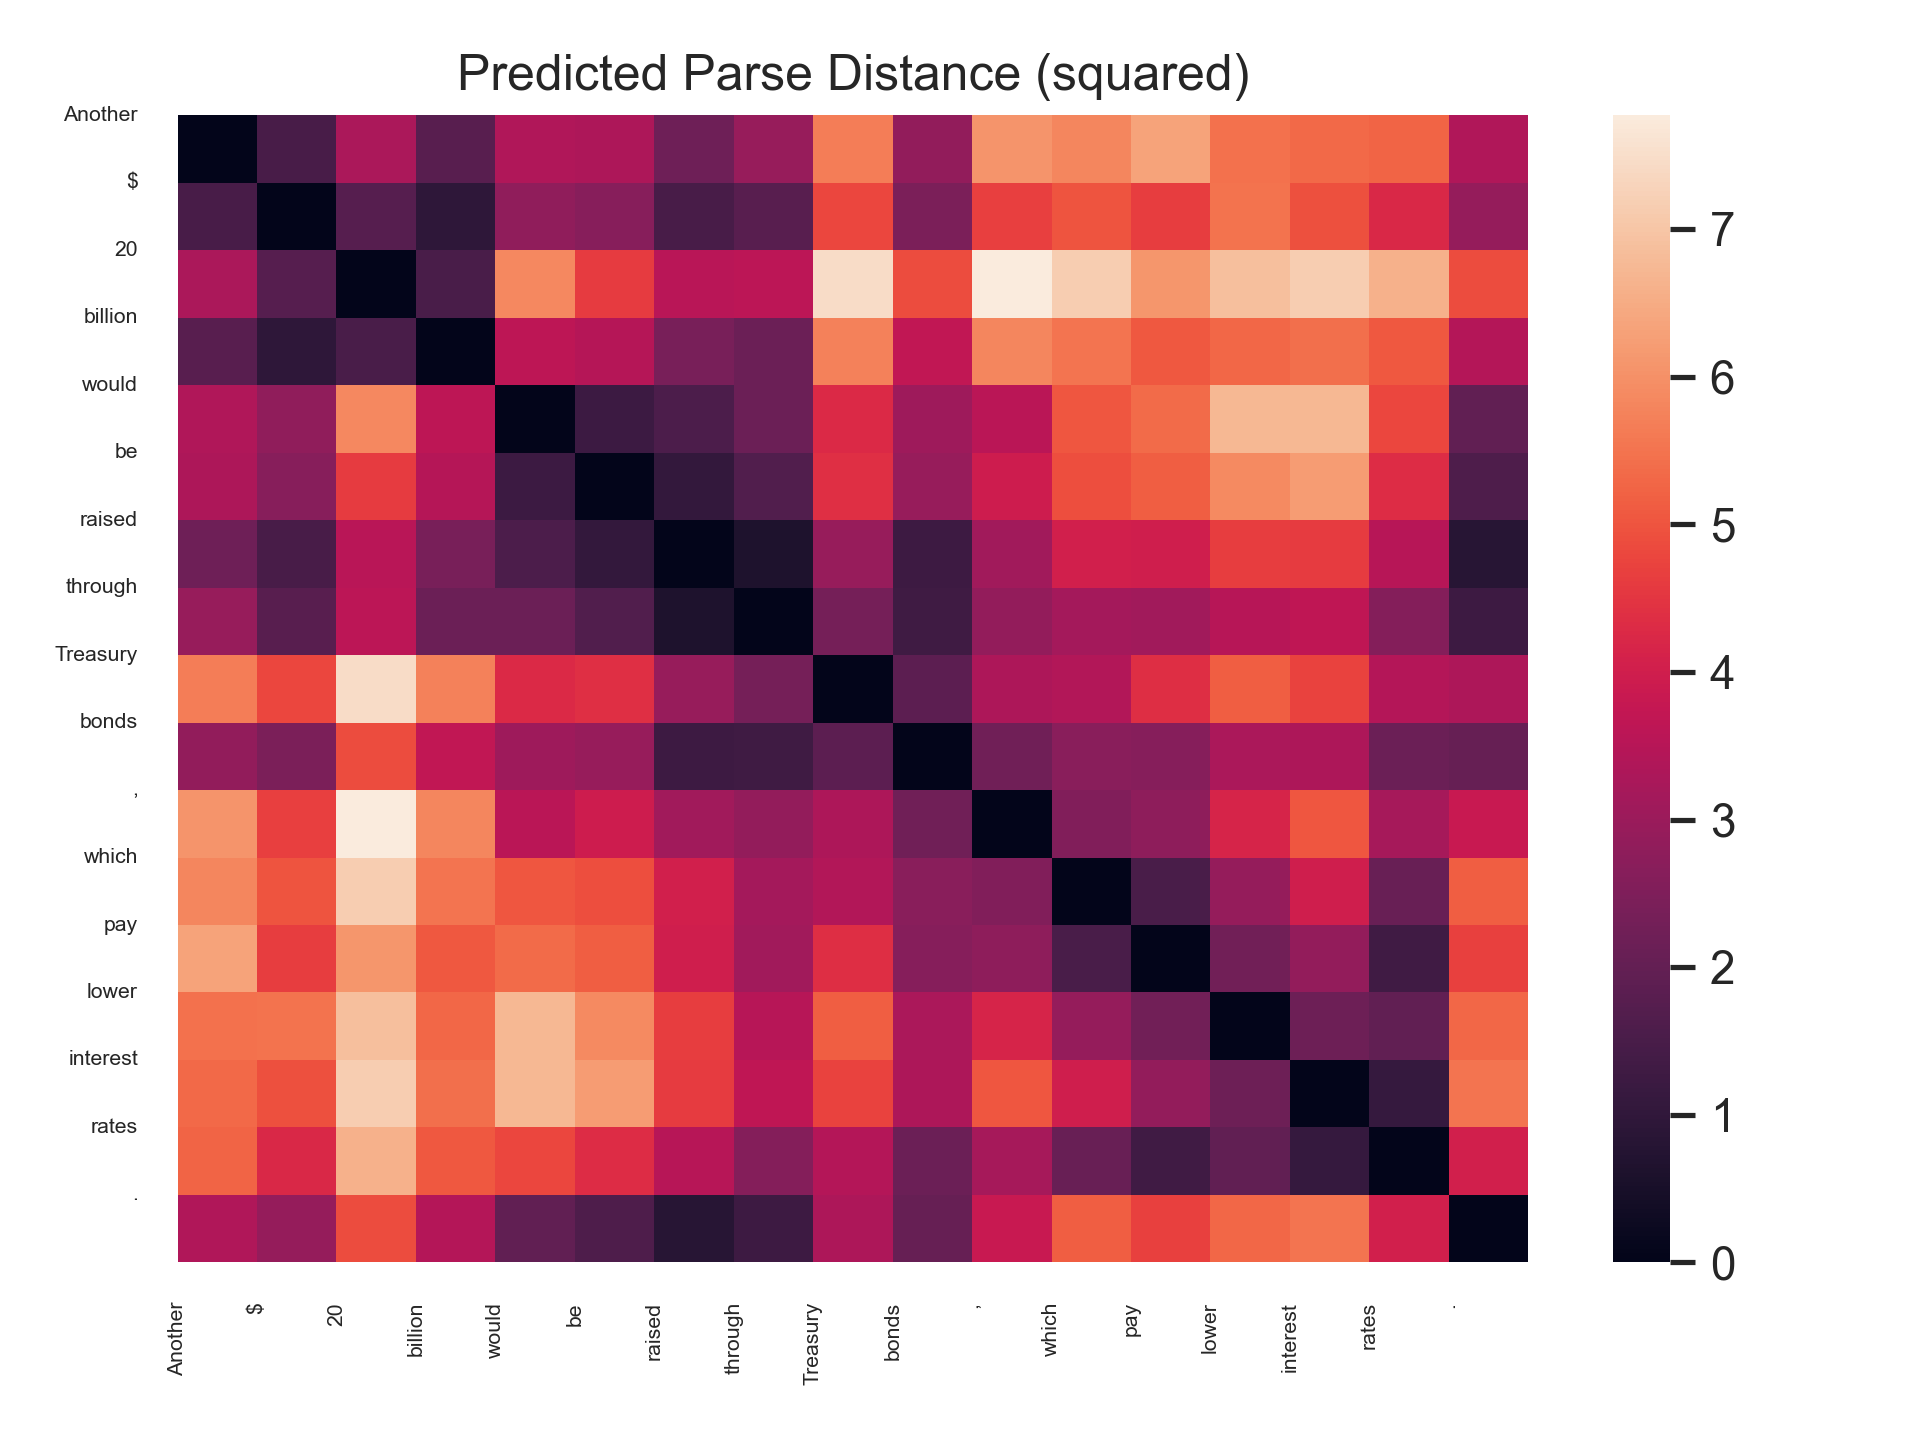 Predicted Parse Distance (squared)
Another
$
20
billion
would
be
raised
through
Treasury
bonds
,
which
pay
lower
interest
rates
.
7
6
5
4
3
2
1
0
Another
$
20
billion
would
be
raised
through
Treasury
bonds
,
which
pay
lower
interest
rates
.